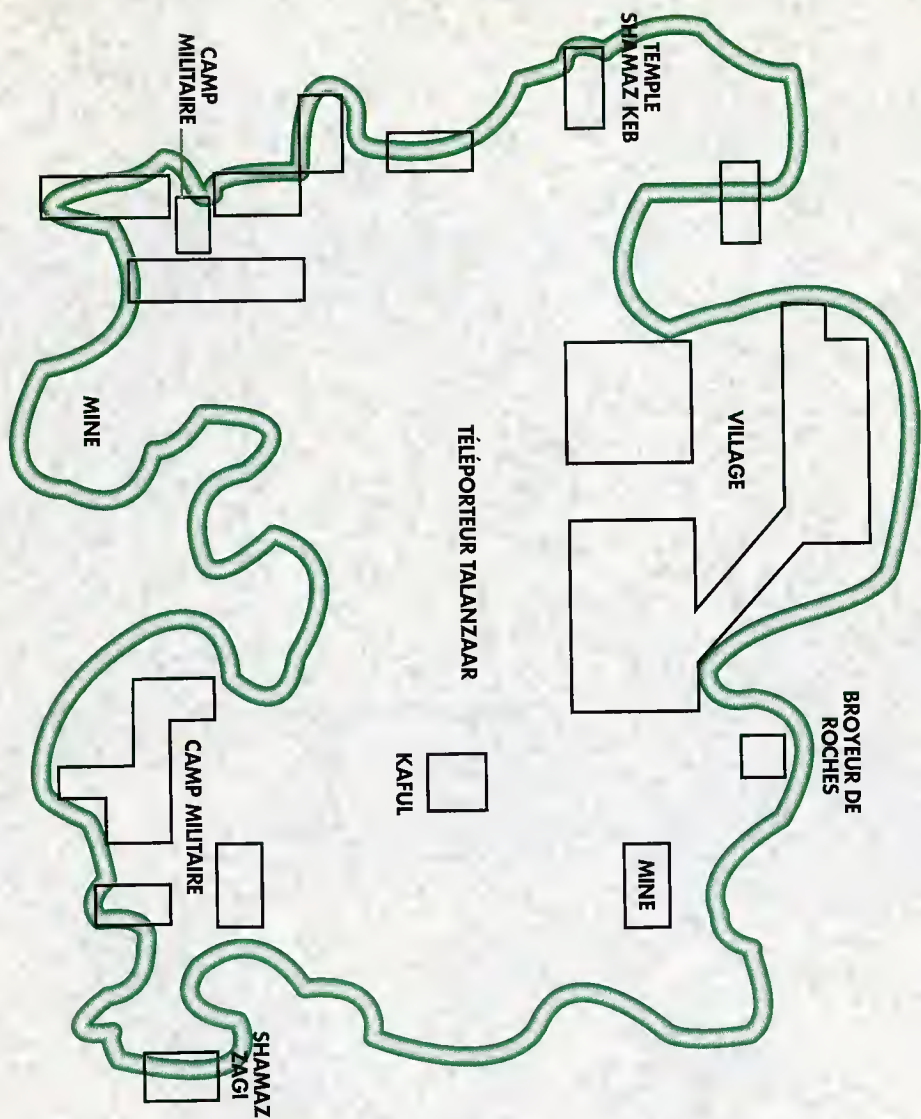 BROYEUR DE
ROCHES
VILLAGE
TEMPLE
SHAMAZ KEB
MINE
TÉLÉPORTEUR TALANZAAR
KAFUL
SHAMAZ
ZAGI
CAMP
MILITAIRE
CAMP MILITAIRE
MINE